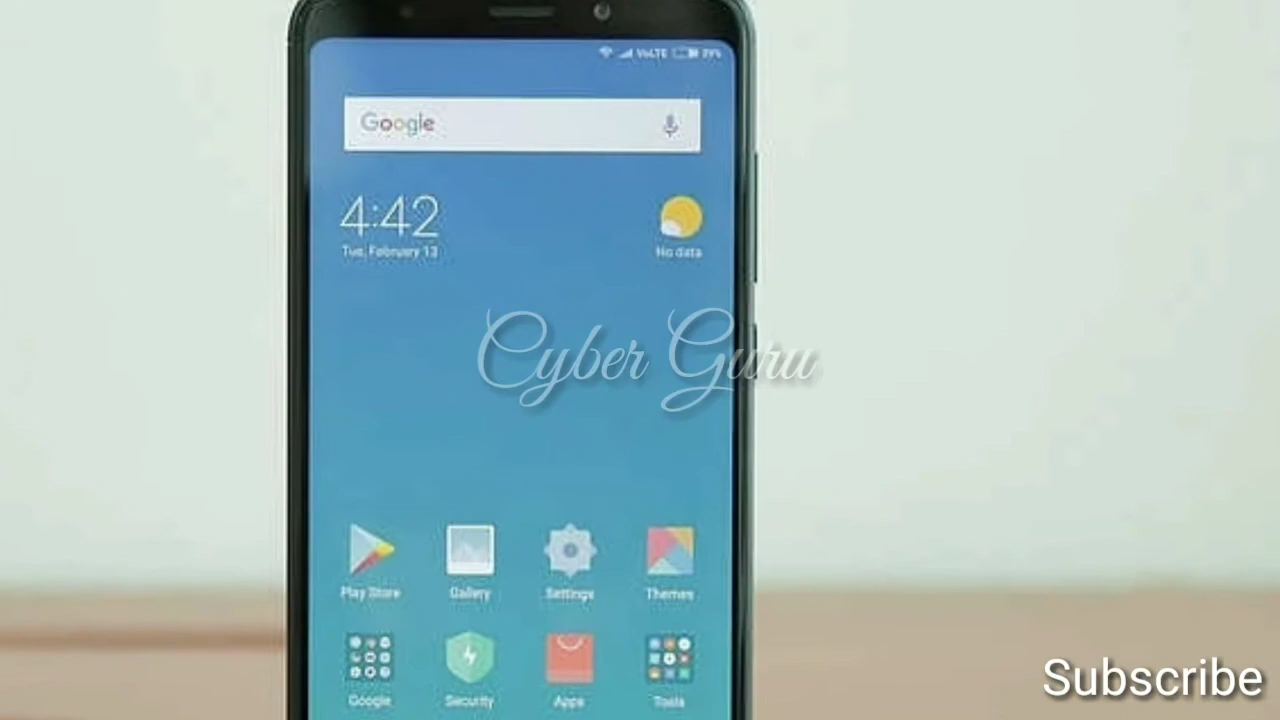 VoLTE 39%
Google
4:42
Tue, February 13
No data
Cyber Guru
Play Store Gallery Settings Themes
Google Security Apps Tools
Subscribe